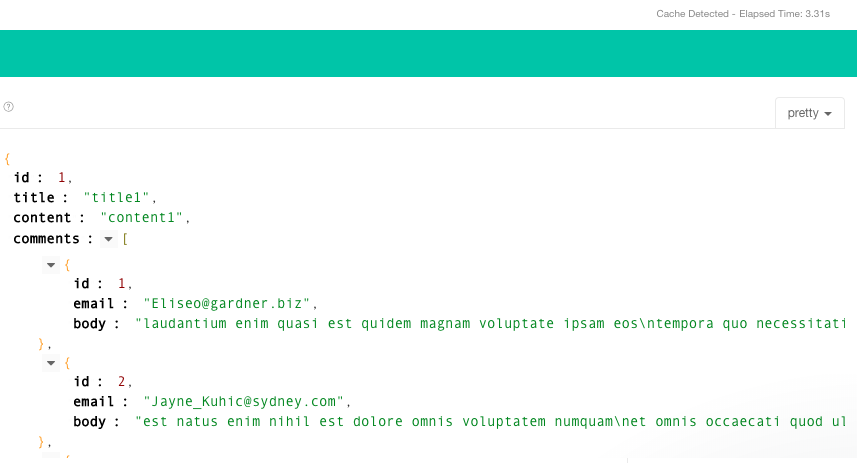 Cache Detected - Elapsed Time: 3.31s
?
pretty
{
id : 1,
title : "title1",
content : "content1",
comments : [
{
id : 1,
email : "Eliseo@gardner.biz",
body : "laudantium enim quasi est quidem magnam voluptate ipsam eos\ntempora quo necessitati
},
{
id : 2,
email : "Jayne_Kuhic@sydney.com",
body : "est natus enim nihil est dolore omnis voluptatem numquam\net omnis occaecati quod ul
},